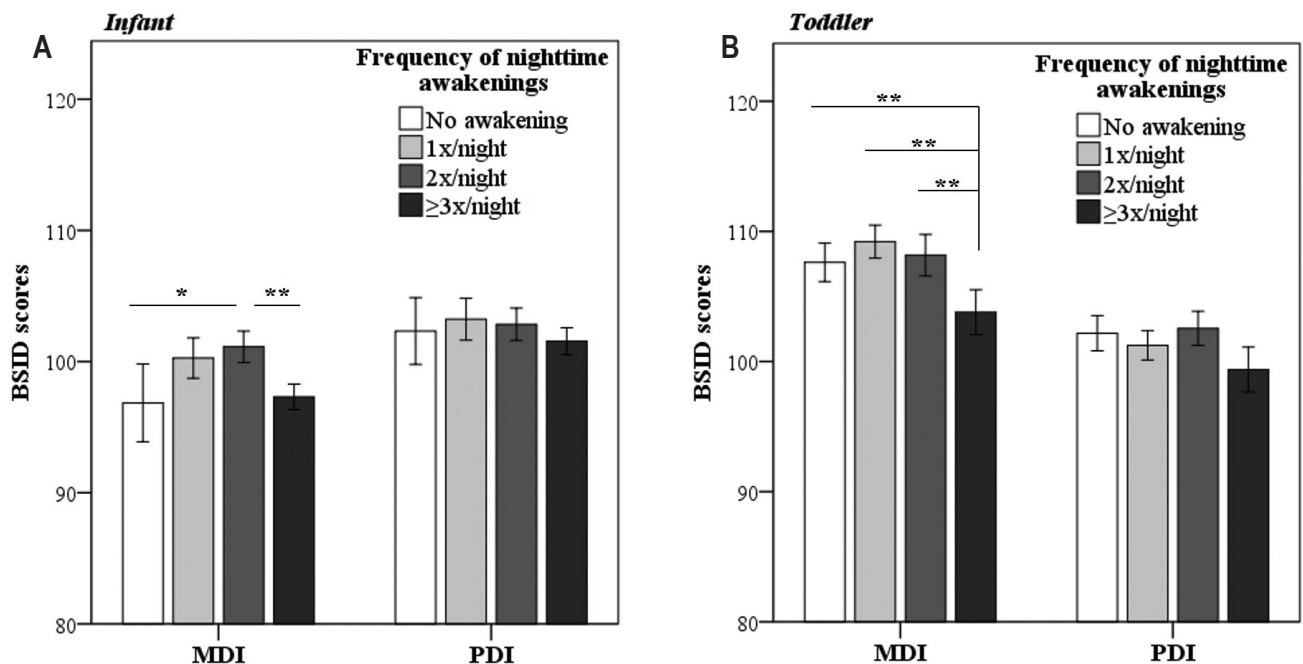 A
Infant
Frequency of nighttime
awakenings
No awakening
1x/night
2x/night
≥3x/night
120
110
100
90
80
BSID scores
*
**
MDI
PDI
B
Toddler
Frequency of nighttime
awakenings
No awakening
1x/night
2x/night
≥3x/night
120
110
100
90
80
BSID scores
**
**
**
MDI
PDI